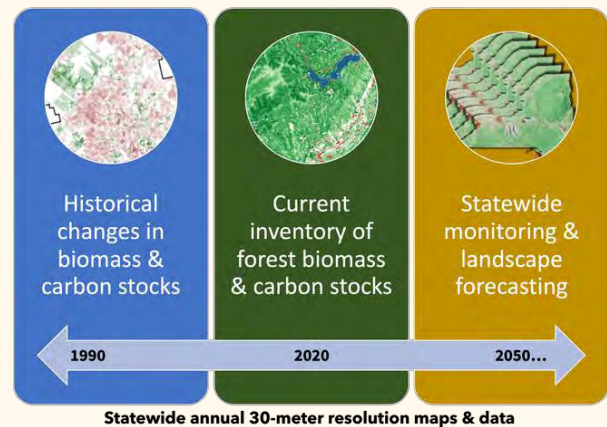 Historical
changes in
biomass &
carbon stocks
Current
inventory of
forest biomass
& carbon stocks
Statewide
monitoring &
landscape
forecasting
1990
2020
2050...
Statewide annual 30-meter resolution maps & data